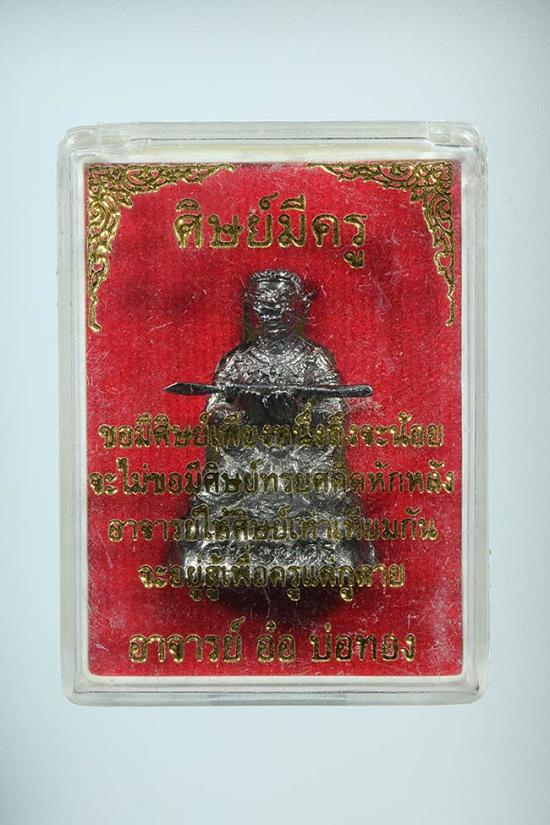 ศิษย์มีครู
ขอมีศิษย์เพียงหนึ่งถึงจะน้อย
จะไม่ขอมีศิษย์ทรยศคิดหักหลัง
อาจารย์ใช้ศิษย์เท่าเทียมกัน
จะอยู่สู้เพื่อครูแค่กูตาย
อาจารย์ อ๋อ บ่อทอง